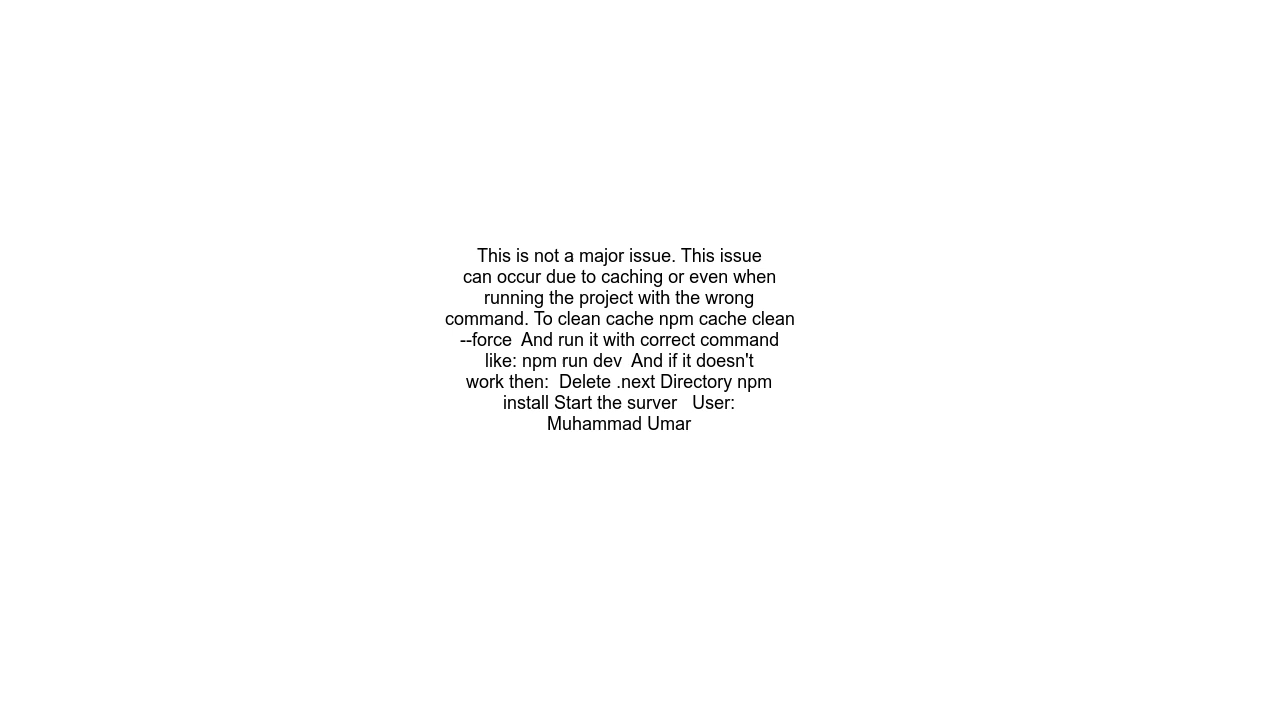 This is not a major issue. This issue
can occur due to caching or even when
running the project with the wrong
command. To clean cache npm cache clean
--force  And run it with correct command
like: npm run dev  And if it doesn't
work then:  Delete .next Directory npm
install Start the surver   User:
Muhammad Umar